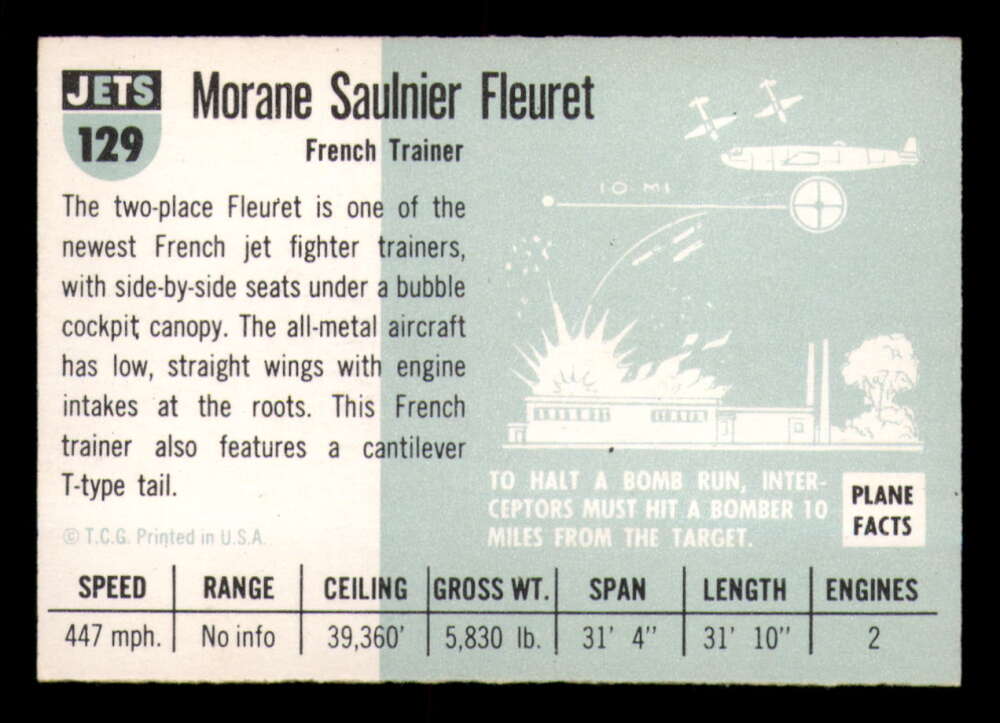 JETS
129
Morane Saulnier Fleuret
French Trainer
The two-place Fleuret is one of the
newest French jet fighter trainers,
with side-by-side seats under a bubble
cockpit canopy. The all-metal aircraft
has low, straight wings with engine
intakes at the roots. This French
trainer also features a cantilever
T-type tail.
© T.C.G. Printed in U.S.A.
10 MI
TO HALT A BOMB RUN, INTER-
CEPTORS MUST HIT A BOMBER 10
MILES FROM THE TARGET.
PLANE
FACTS
SPEED RANGE CEILING GROSS WT. SPAN LENGTH ENGINES
447 mph. No info 39,360' 5,830 lb. 31' 4" 31' 10" 2